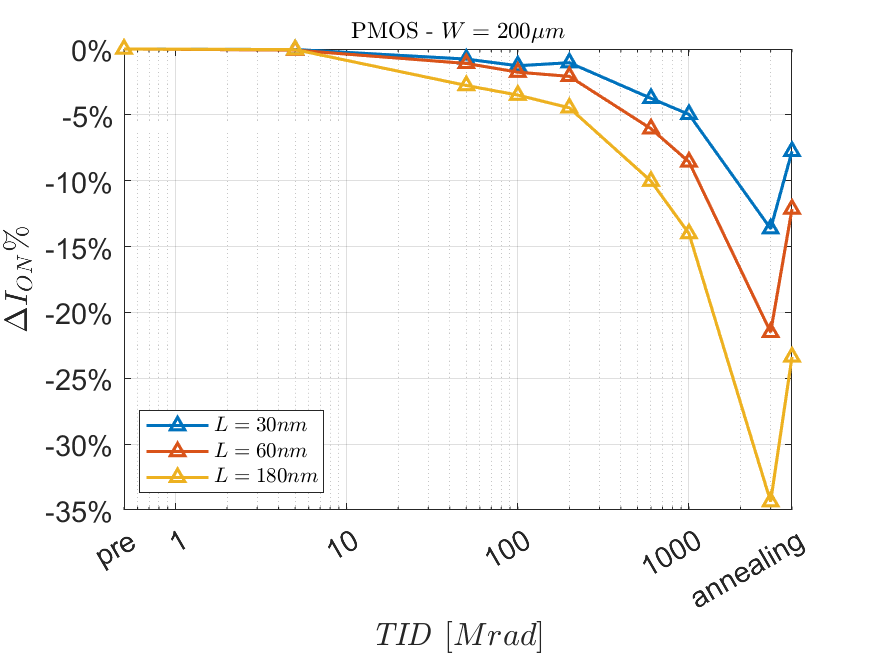 PMOS - W = 200μm
0%
-5%
-10%
-15%
-20%
-25%
-30%
-35%
ΔI_ON%
L = 30nm
L = 60nm
L = 180nm
pre 1 10 100 1000 annealing
TID [Mrad]